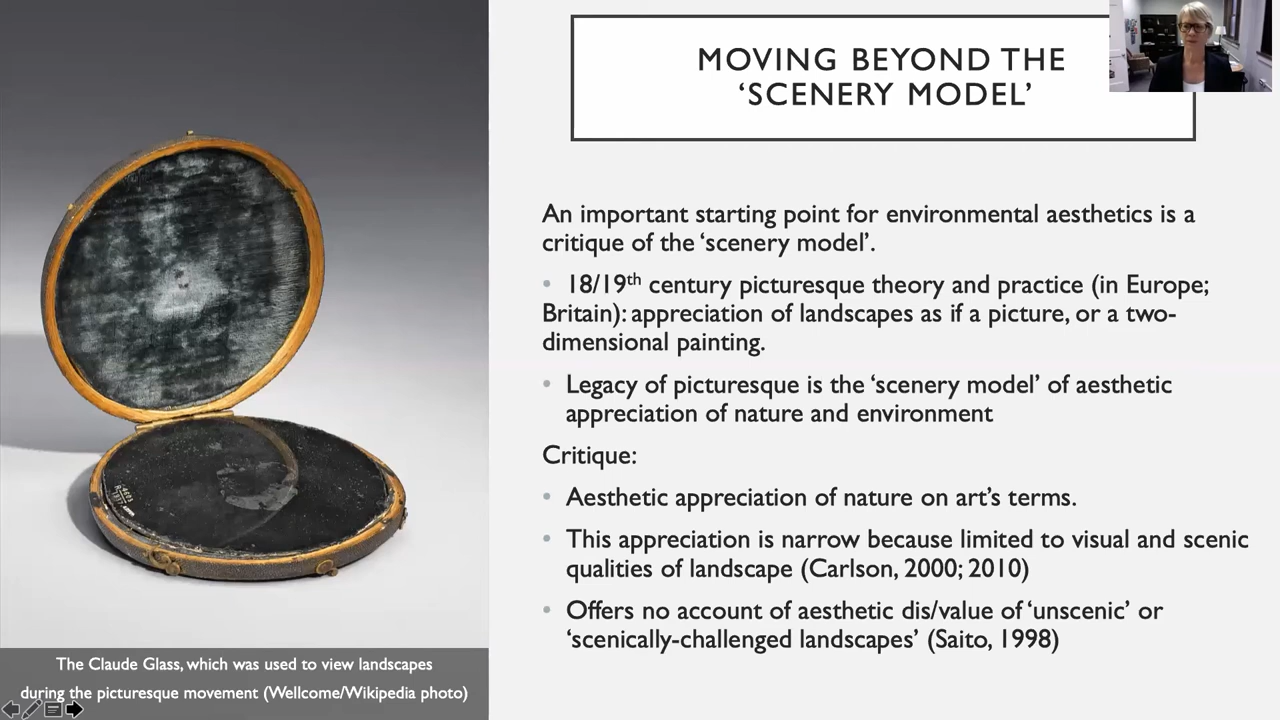 MOVING BEYOND THE
‘SCENERY MODEL’
An important starting point for environmental aesthetics is a
critique of the ‘scenery model’.
• 18/19th century picturesque theory and practice (in Europe;
Britain): appreciation of landscapes as if a picture, or a two-
dimensional painting.
• Legacy of picturesque is the ‘scenery model’ of aesthetic
appreciation of nature and environment
Critique:
• Aesthetic appreciation of nature on art’s terms.
• This appreciation is narrow because limited to visual and scenic
qualities of landscape (Carlson, 2000; 2010)
• Offers no account of aesthetic dis/value of ‘unscenic’ or
‘scenically-challenged landscapes’ (Saito, 1998)
The Claude Glass, which was used to view landscapes
during the picturesque movement (Wellcome/Wikipedia photo)